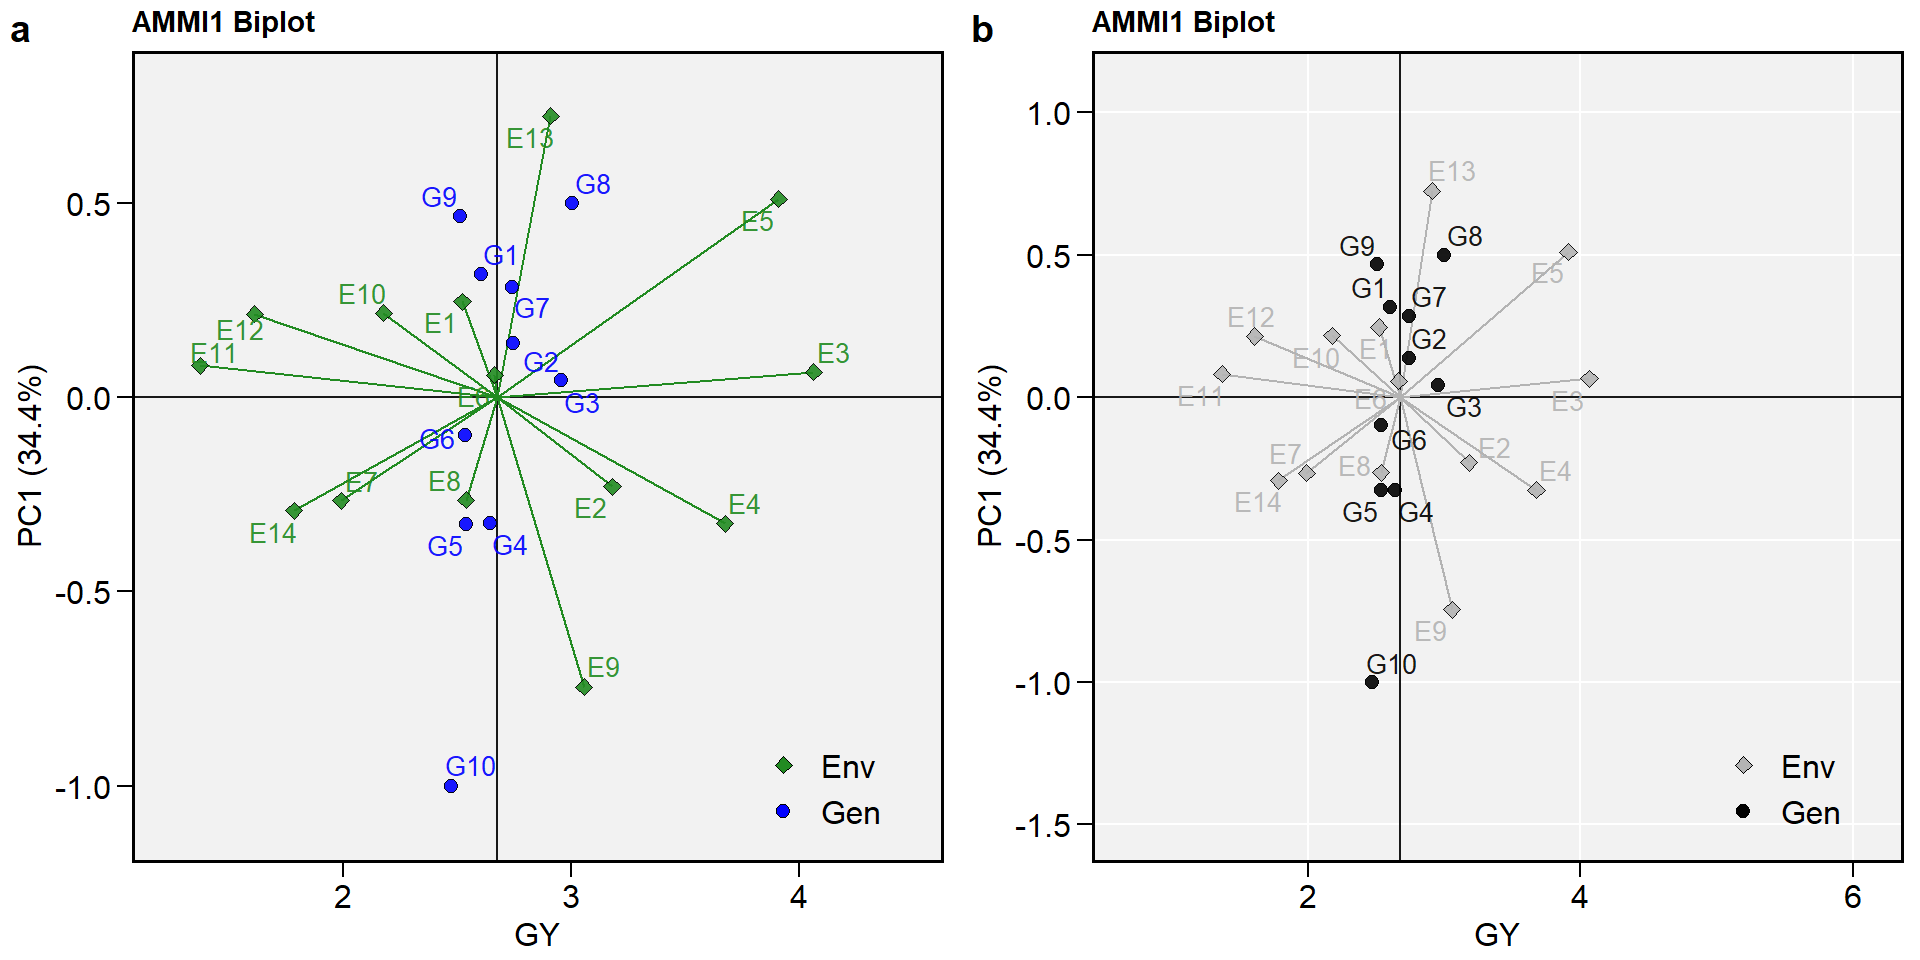 a
AMMI1 Biplot
E13
G8
G9
E5
G1
E10
G7
E12
E1
E11
E3
G2
G3
E6
G6
E7
E8
E2
E4
E14
G5
G4
E9
G10
Env
Gen
0.5
0.0
-0.5
-1.0
PC1 (34.4%)
2 3 4
GY
b
AMMI1 Biplot
E13
G8
G9
E5
G1
G7
E12
G2
E1
E10
E11
E6
E3
G3
G6
E2
E7
E8
E4
E14
G5
G4
E9
G10
Env
Gen
1.0
0.5
0.0
-0.5
-1.0
-1.5
PC1 (34.4%)
2 4 6
GY